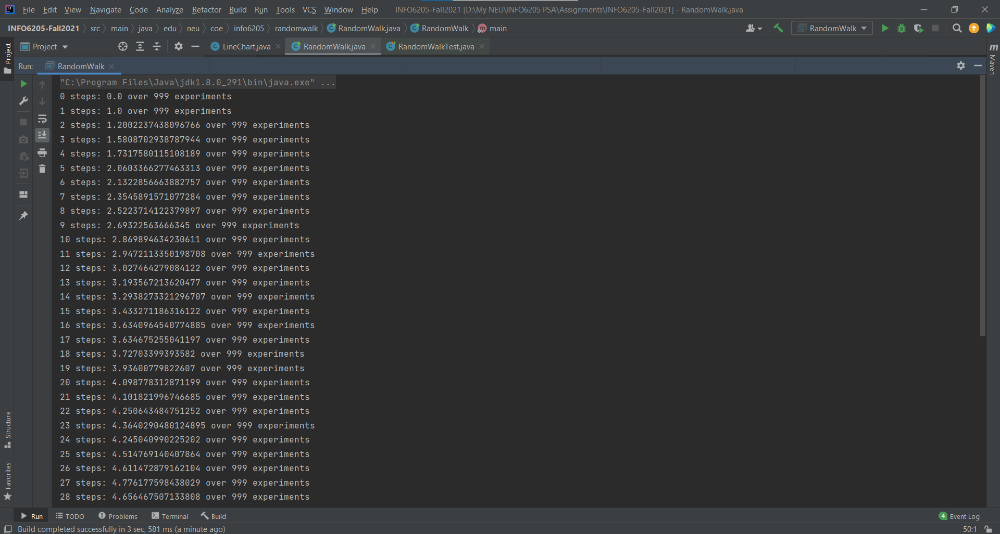 File Edit View Navigate Code Analyze Refactor Build Run Tools VCS Window Help INFO6205-Fall2021 [D:\My NEU\INFO6205 PSA\Assignments\INFO6205-Fall2021] - RandomWalk.java
INFO6205-Fall2021 src main java edu neu coe info6205 randomwalk RandomWalk.java RandomWalk main RandomWalk
Project LineChart.java RandomWalk.java RandomWalkTest.java
Project
Maven
Run: RandomWalk
"C:\Program Files\Java\jdk1.8.0_291\bin\java.exe" ...
0 steps: 0.0 over 999 experiments
1 steps: 1.0 over 999 experiments
2 steps: 1.2002237438096766 over 999 experiments
3 steps: 1.5808702938787944 over 999 experiments
4 steps: 1.7317580115108189 over 999 experiments
5 steps: 2.0603366277463313 over 999 experiments
6 steps: 2.1322856663882757 over 999 experiments
7 steps: 2.3545891571077284 over 999 experiments
8 steps: 2.5223714122379897 over 999 experiments
9 steps: 2.69322563666345 over 999 experiments
10 steps: 2.869894634230611 over 999 experiments
11 steps: 2.9472113350198708 over 999 experiments
12 steps: 3.027464279084122 over 999 experiments
13 steps: 3.193567213620477 over 999 experiments
14 steps: 3.2938273321296707 over 999 experiments
15 steps: 3.433271186316122 over 999 experiments
16 steps: 3.6340964540774885 over 999 experiments
17 steps: 3.634675255041197 over 999 experiments
18 steps: 3.72703399393582 over 999 experiments
19 steps: 3.93600779822607 over 999 experiments
20 steps: 4.098778312871199 over 999 experiments
21 steps: 4.101821996746685 over 999 experiments
22 steps: 4.250643484751252 over 999 experiments
23 steps: 4.3640290480124895 over 999 experiments
24 steps: 4.245040990225202 over 999 experiments
25 steps: 4.514769140407864 over 999 experiments
26 steps: 4.611472879162104 over 999 experiments
27 steps: 4.776177598438029 over 999 experiments
28 steps: 4.656467507133808 over 999 experiments
Structure
Favorites
Run TODO Problems Terminal Build 4 Event Log
Build completed successfully in 3 sec, 581 ms (a minute ago) 50:1